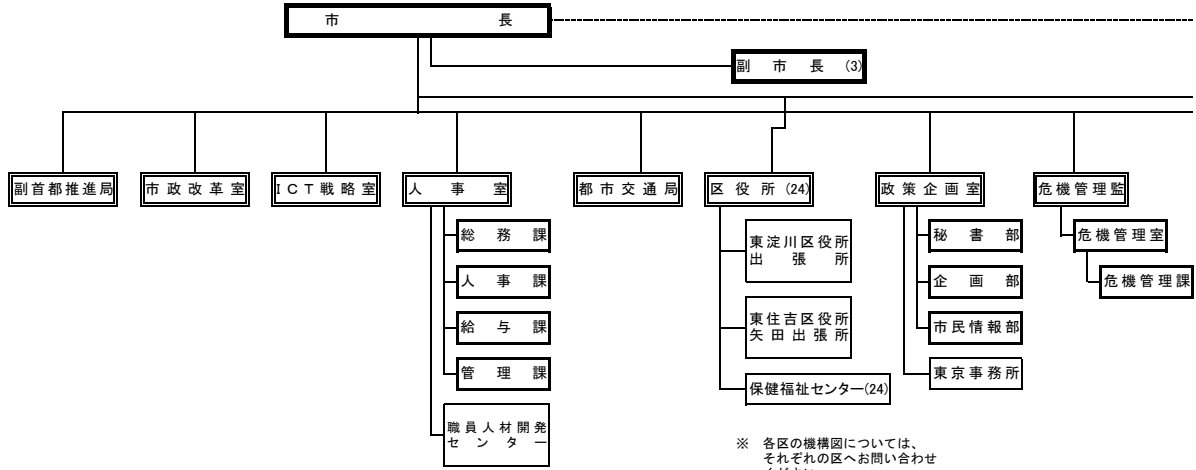 市長
副市長 (3)
副首都推進局
市政改革室
ICT戦略室
人事室
都市交通局
区役所 (24)
政策企画室
危機管理監
総務課
人事課
給与課
管理課
職員人材開発
センター
東淀川区役所
出張所
東住吉区役所
矢田出張所
保健福祉センター(24)
秘書部
企画部
市民情報部
東京事務所
危機管理室
危機管理課
※ 各区の機構図については、
それぞれの区へお問い合わせ
ください